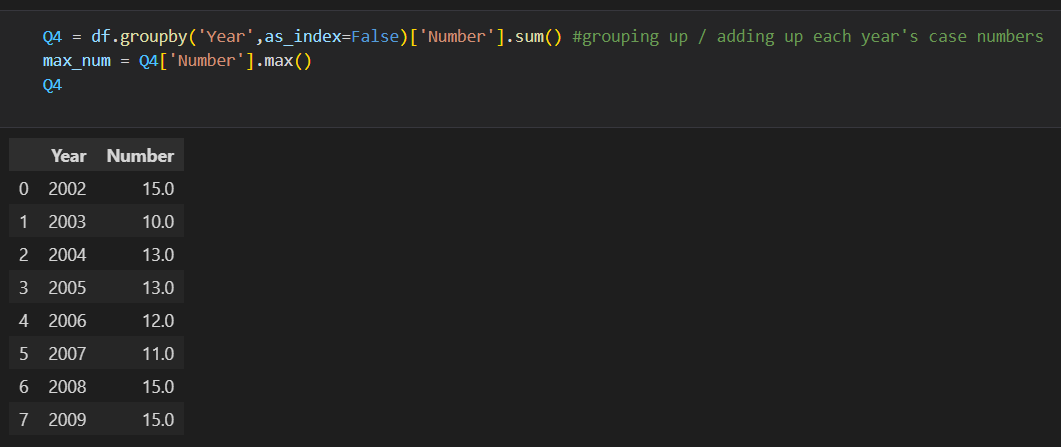 Q4 = df.groupby('Year',as_index=False)['Number'].sum() #grouping up / adding up each year's case numbers
max_num = Q4['Number'].max()
Q4
Year Number
0 2002 15.0
1 2003 10.0
2 2004 13.0
3 2005 13.0
4 2006 12.0
5 2007 11.0
6 2008 15.0
7 2009 15.0